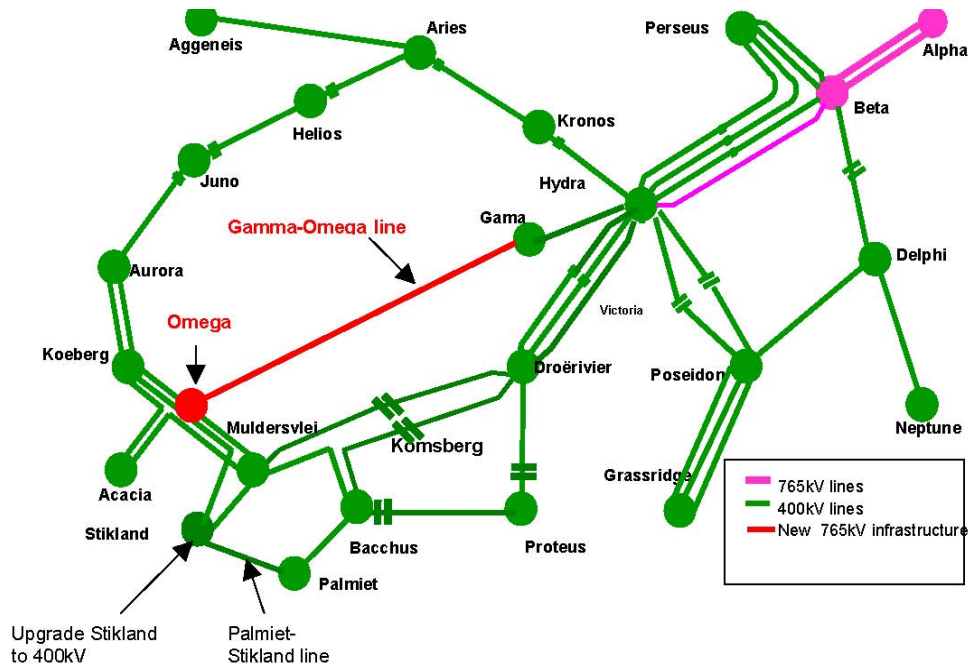 Aries
Perseus
Alpha
Aggeneis
Beta
Kronos
Helios
Juno
Hydra
Gama
Gamma-Omega line
Delphi
Aurora
Victoria
Omega
Koeberg
Droërivier
Poseidon
Muldersvlei
Neptune
Komsberg
Grassridge
Acacia
765kV lines
400kV lines
New 765kV infrastructure
Stikland
Bacchus
Proteus
Palmiet
Upgrade Stikland
to 400kV
Palmiet-
Stikland line